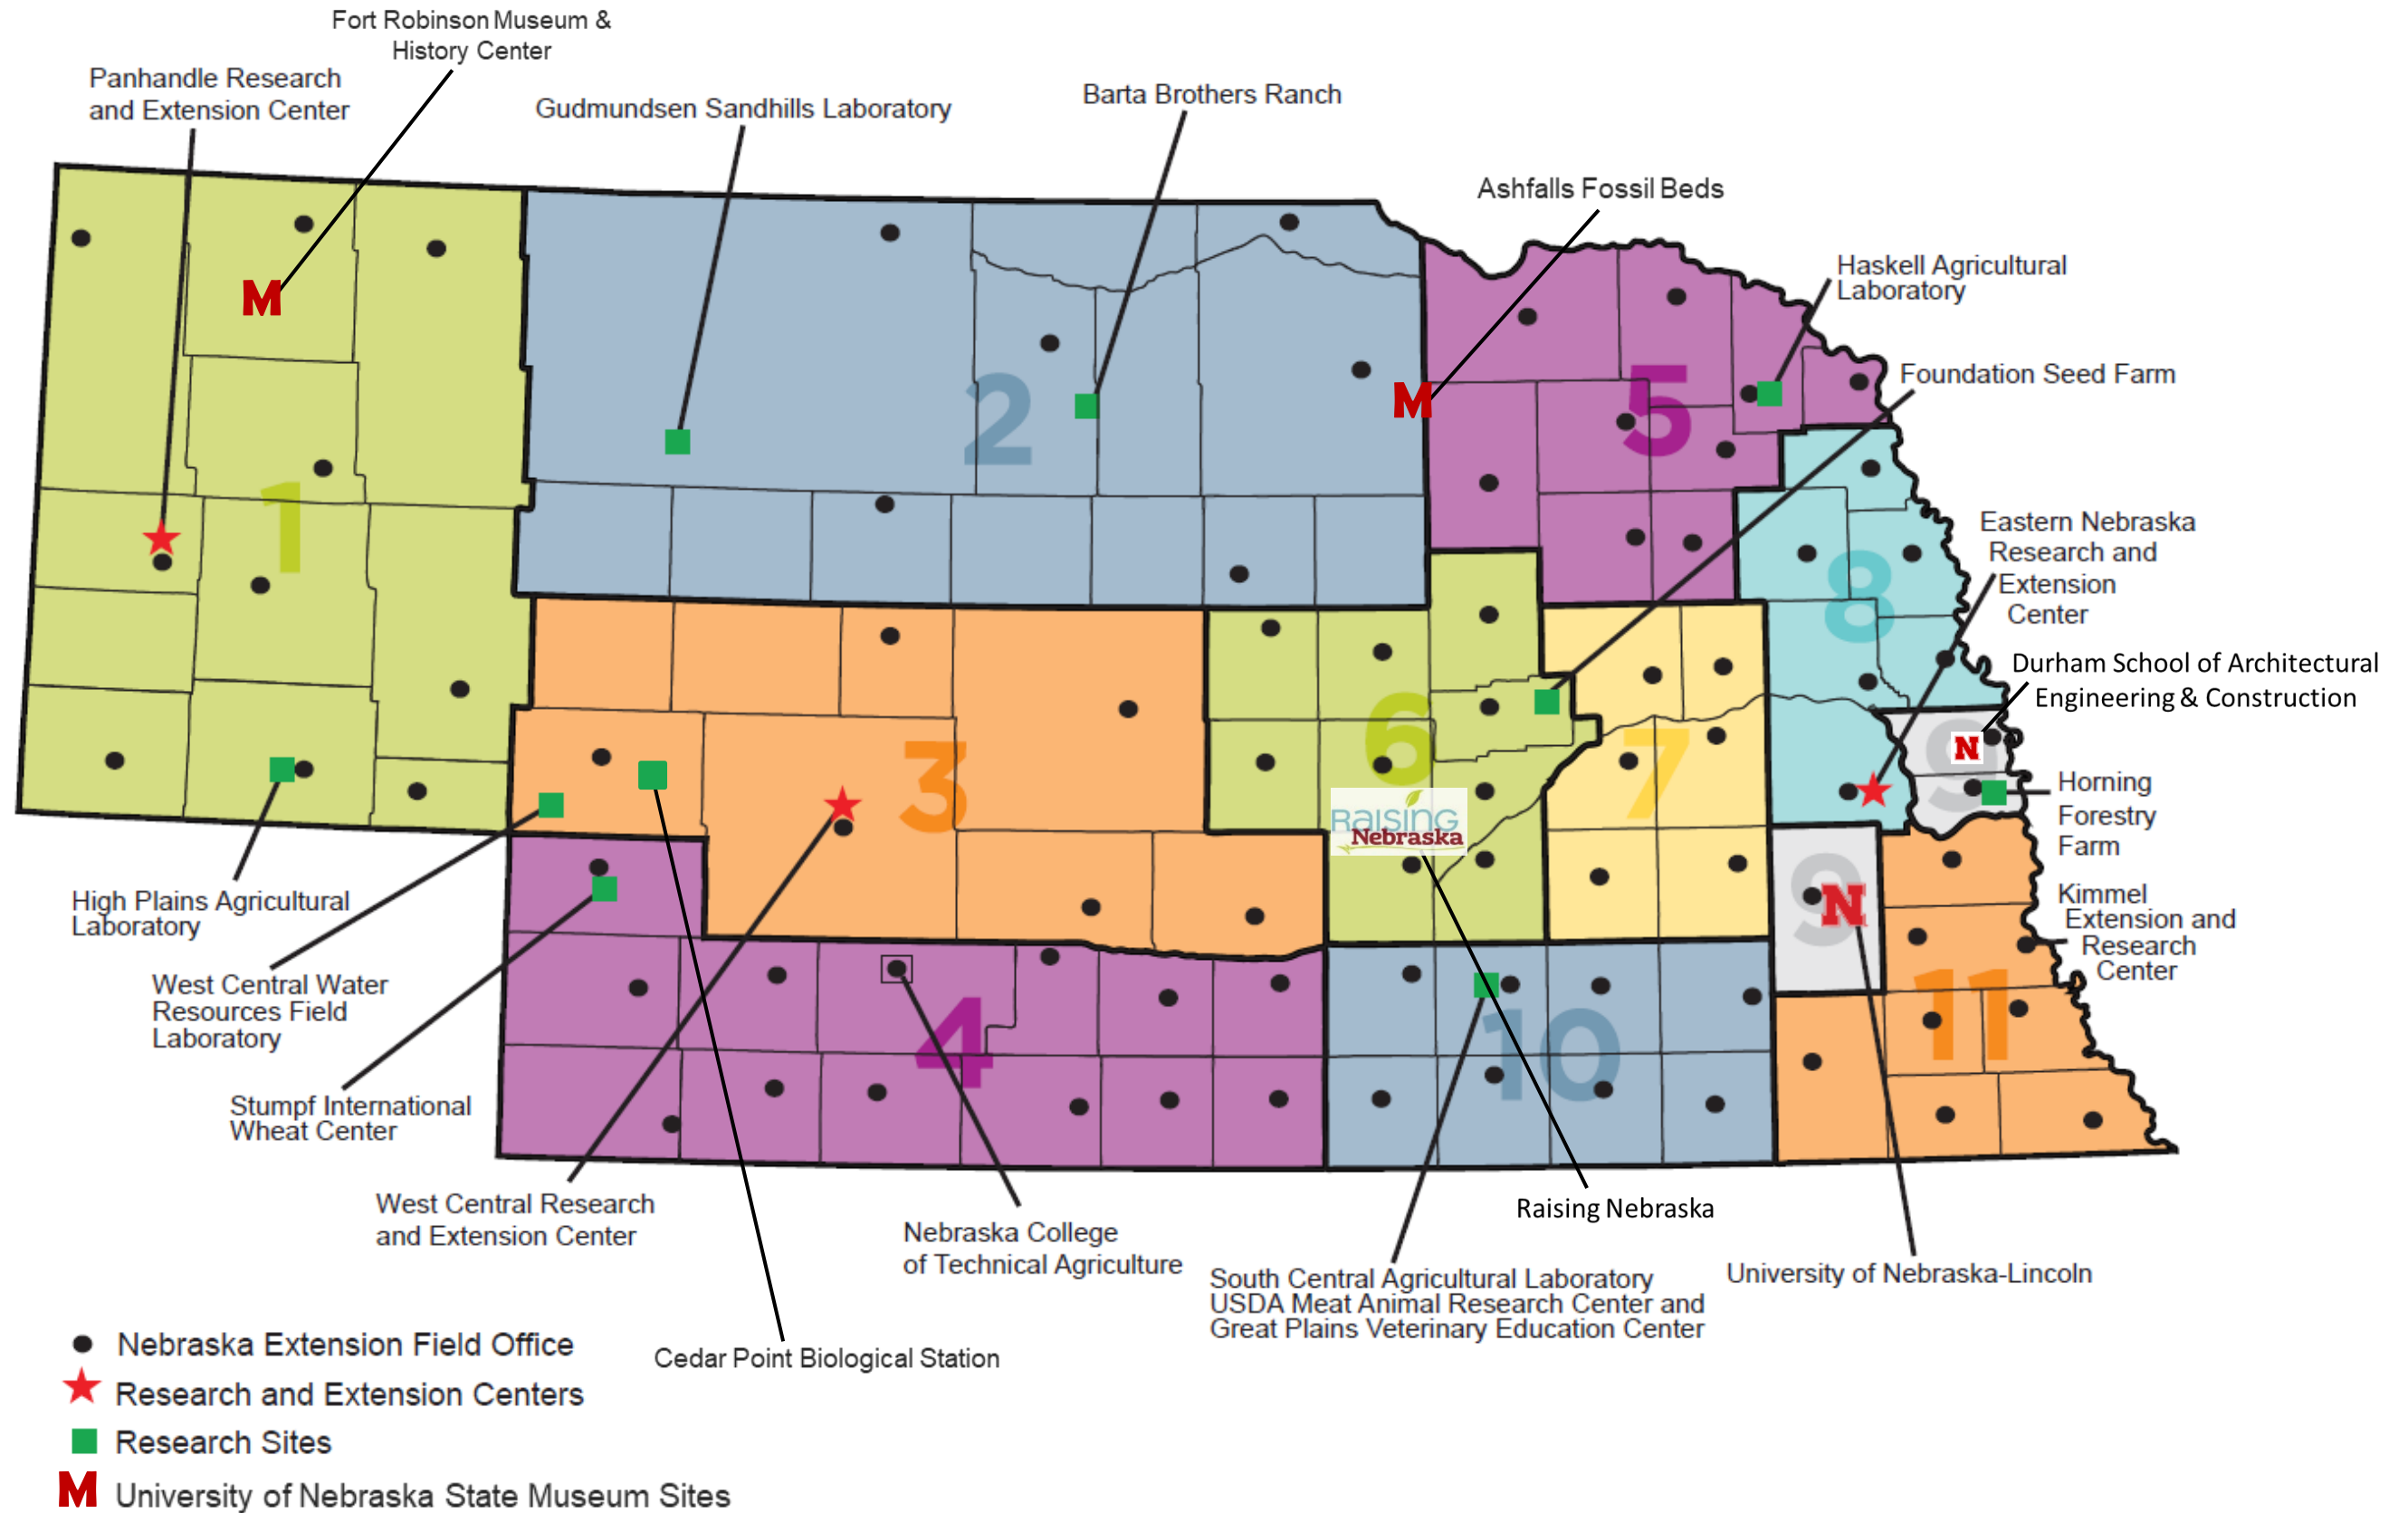 Fort Robinson Museum &
History Center
Panhandle Research
and Extension Center
Gudmundsen Sandhills Laboratory
Barta Brothers Ranch
Ashfalls Fossil Beds
Haskell Agricultural
Laboratory
Foundation Seed Farm
Eastern Nebraska
Research and
Extension
Center
Durham School of Architectural
Engineering & Construction
Horning
Forestry
Farm
Kimmel
Extension and
Research
Center
M
M
1
2
3
4
5
6
7
8
9
N
9
N
10
11
RAISING
Nebraska
High Plains Agricultural
Laboratory
West Central Water
Resources Field
Laboratory
Stumpf International
Wheat Center
West Central Research
and Extension Center
Cedar Point Biological Station
Nebraska College
of Technical Agriculture
South Central Agricultural Laboratory
USDA Meat Animal Research Center and
Great Plains Veterinary Education Center
Raising Nebraska
University of Nebraska-Lincoln
Nebraska Extension Field Office
Research and Extension Centers
Research Sites
M University of Nebraska State Museum Sites